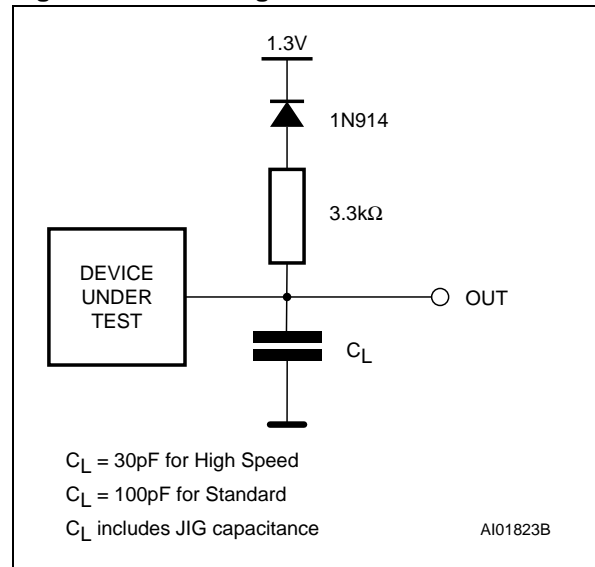 1.3V
1N914
3.3kΩ
DEVICE
UNDER
TEST
OUT
CL
CL = 30pF for High Speed
CL = 100pF for Standard
CL includes JIG capacitance
AI01823B